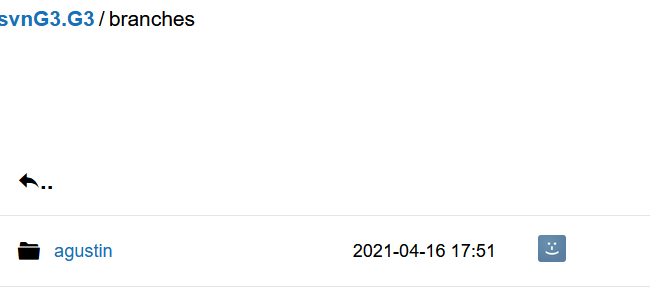 svnG3.G3 / branches
..
agustin 2021-04-16 17:51